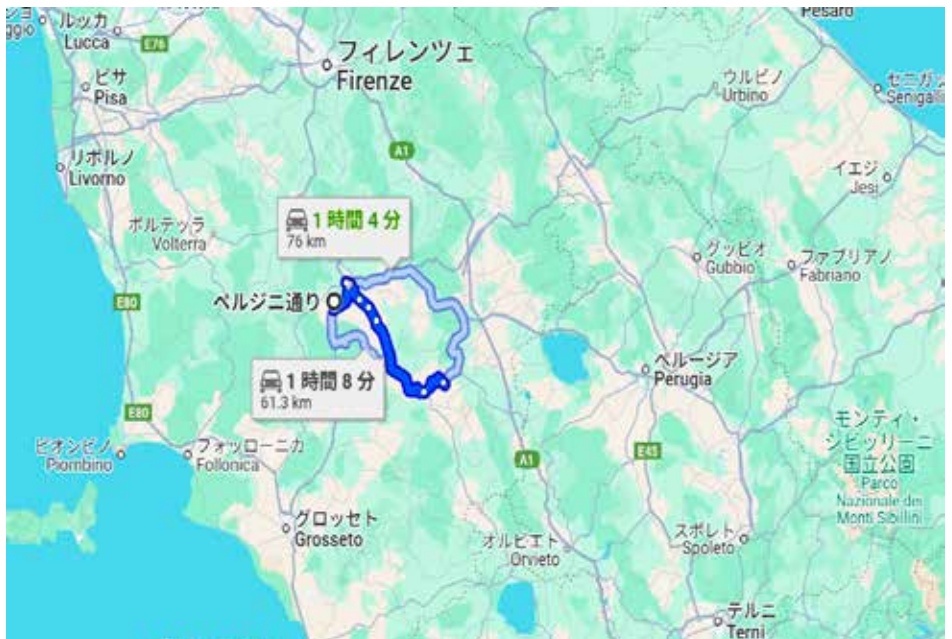 ルッカ
Lucca
E76
フィレンツェ
Firenze
Pesaro
ピサ
Pisa
ウルビノ
Urbino
セニガッ
Senigalli
A1
リボルノ
Livorno
イエジ
Jesi
ボルテッラ
Volterra
1 時間 4 分
76 km
グッビオ
Gubbio
ファブリアノ
Fabriano
ペルジニ通り
E80
1 時間 8 分
61.3 km
ペルージア
Perugia
E80
ピオンビノ
Piombino
フォッローニカ
Follonica
A1
E45
モンティ・
シビッリーニ
国立公園
Parco
Nazionale dei
Monti Sibillini
グロッセト
Grosseto
オルビエト
Orvieto
スポレト
Spoleto
テルニ
Terni